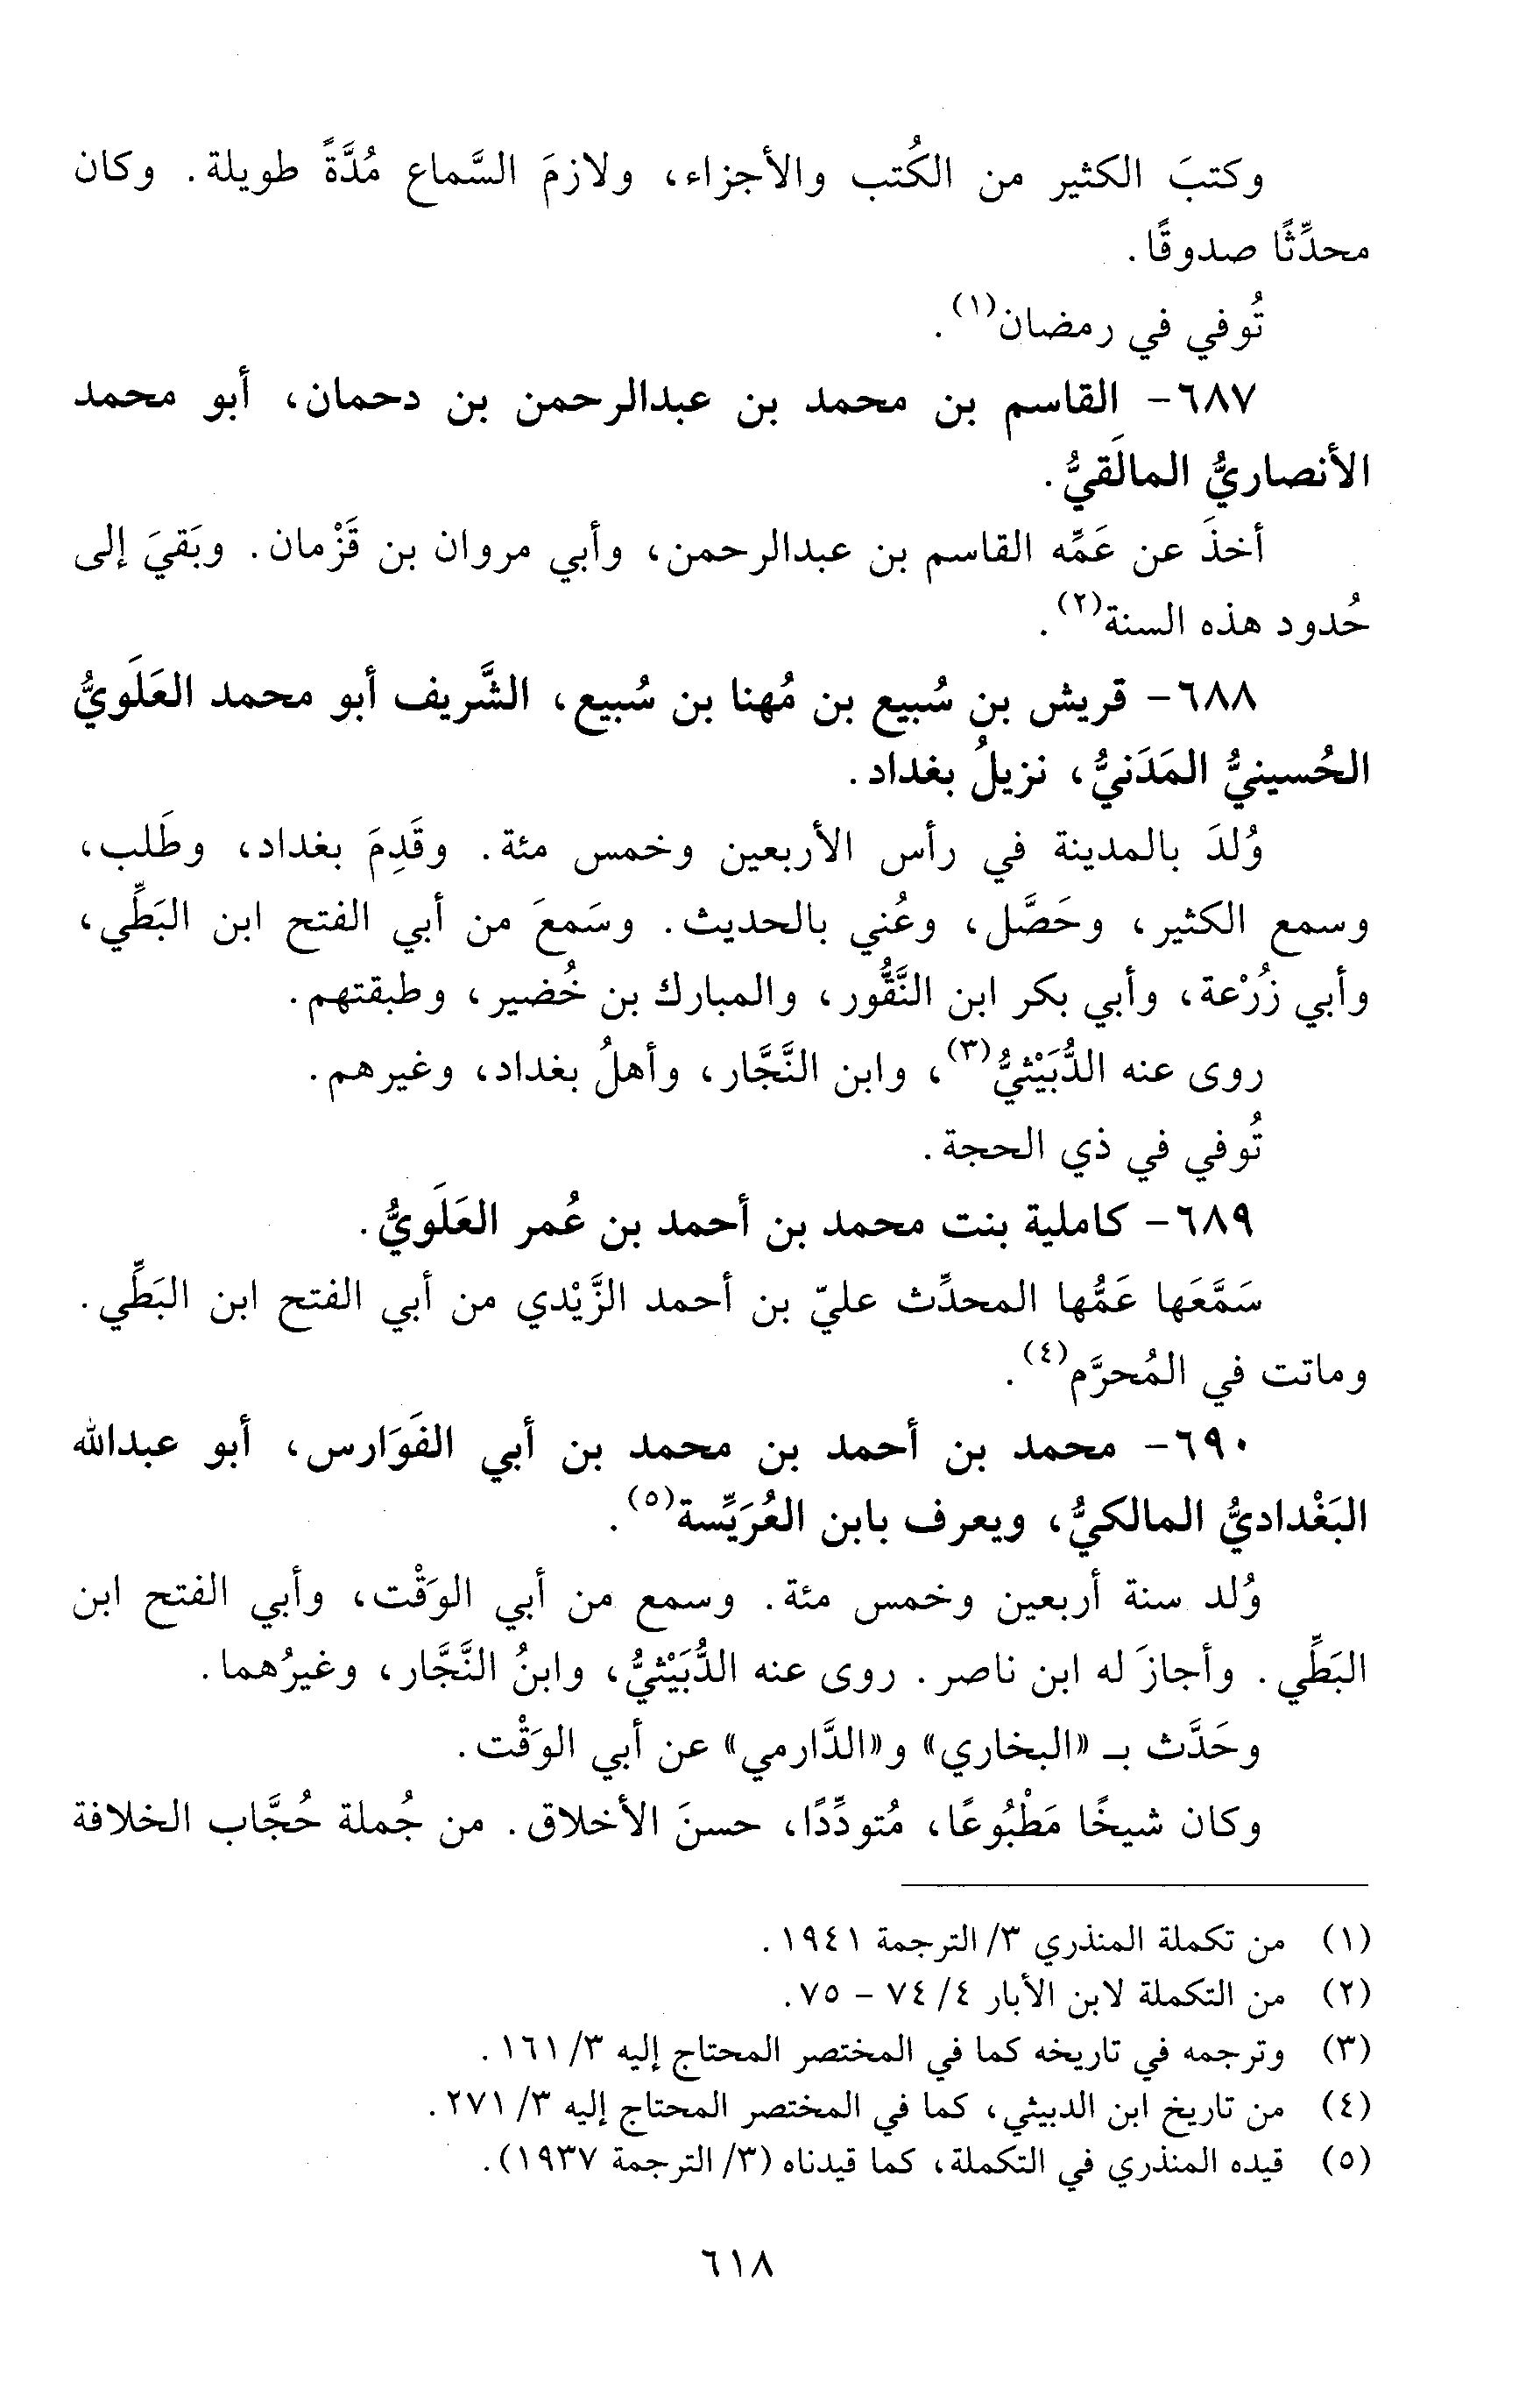 وكتبَ الكثير من الكُتب والأجزاء، ولازمَ السَّماع مُدَّةً طويلة. وكان
محدِّثًا صدوقًا.
تُوفي في رمضان(١).
٦٨٧- القاسم بن محمد بن عبدالرحمن بن دحمان، أبو محمد
الأنصاريُّ المالَقيُّ.
أخذَ عن عَمِّه القاسم بن عبدالرحمن، وأبي مروان بن قَزْمان. وبَقيَ إلى
حُدود هذه السنة(٢).
٦٨٨- قريش بن سُبيع بن مُهنا بن سُبيع، الشَّريف أبو محمد العَلَويُّ
الحُسينيُّ المَدَنيُّ، نزيلُ بغداد.
وُلدَ بالمدينة في رأس الأربعين وخمس مئة. وقَدِمَ بغداد، وطَلب،
وسمع الكثير، وحَصَّل، وعُني بالحديث. وسَمعَ من أبي الفتح ابن البَطِّي،
وأبي زُرْعة، وأبي بكر ابن النَّقُّور، والمبارك بن خُضير، وطبقتهم.
روى عنه الدُّبَيْثيُّ(٣)، وابن النَّجَّار، وأهلُ بغداد، وغيرهم.
تُوفي في ذي الحجة.
٦٨٩- كاملية بنت محمد بن أحمد بن عُمر العَلَويُّ.
سَمَّعَها عَمُّها المحدِّث عليّ بن أحمد الزَّيْدي من أبي الفتح ابن البَطِّي.
وماتت في المُحرَّم(٤).
٦٩٠- محمد بن أحمد بن محمد بن أبي الفَوَارس، أبو عبدالله
البَغْداديُّ المالكيُّ، ويعرف بابن العُرَيِّسة(٥).
وُلد سنة أربعين وخمس مئة. وسمع من أبي الوَقْت، وأبي الفتح ابن
البَطِّي. وأجازَ له ابن ناصر. روى عنه الدُّبَيْثيُّ، وابنُ النَّجَّار، وغيرُهما.
وحَدَّث بـ «البخاري» و«الدَّارمي» عن أبي الوَقْت.
وكان شيخًا مَطْبُوعًا، مُتودِّدًا، حسنَ الأخلاق. من جُملة حُجَّاب الخلافة
(١) من تكملة المنذري ٣/ الترجمة ١٩٤١.
(٢) من التكملة لابن الأبار ٤/ ٧٤ - ٧٥.
(٣) وترجمه في تاريخه كما في المختصر المحتاج إليه ٣/ ١٦١.
(٤) من تاريخ ابن الدبيثي، كما في المختصر المحتاج إليه ٣/ ٢٧١.
(٥) قيده المنذري في التكملة، كما قيدناه (٣/ الترجمة ١٩٣٧).
٦١٨